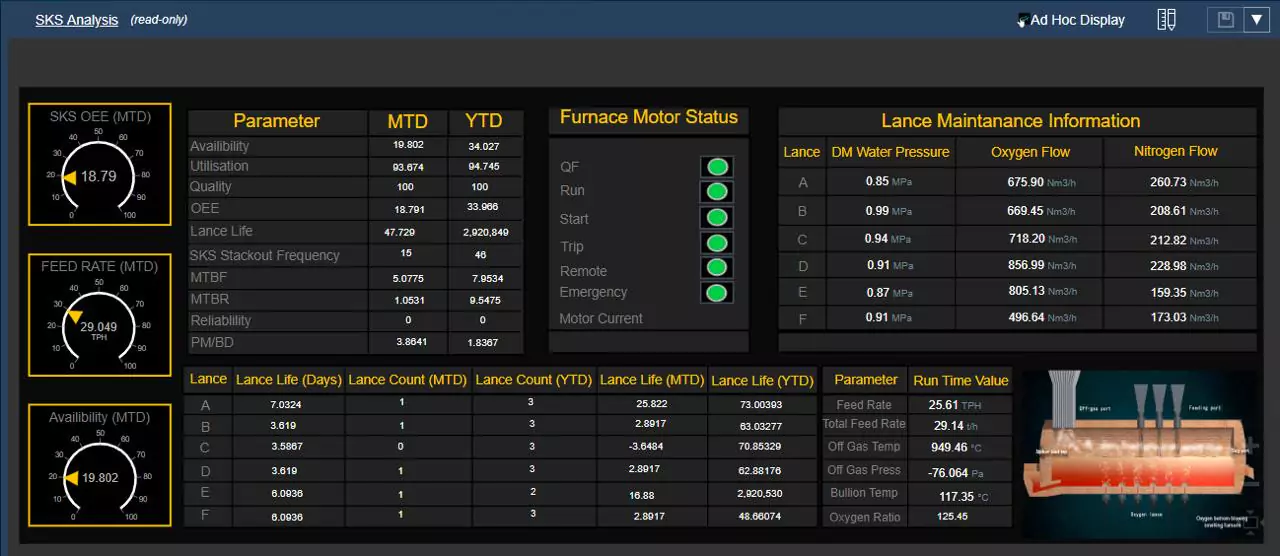 SKS Analysis (read-only) Ad Hoc Display
SKS OEE (MTD)
0 10 20 30 40 50 60 70 80 90 100
18.79
FEED RATE (MTD)
0 10 20 30 40 50 60 70 80 90 100
29.049
TPH
Availibility (MTD)
0 10 20 30 40 50 60 70 80 90 100
19.802
Parameter MTD YTD
Availibility 19.802 34.027
Utilisation 93.674 94.745
Quality 100 100
OEE 18.791 33.966
Lance Life 47.729 2,920,849
SKS Stackout Frequency 15 46
MTBF 5.0775 7.9534
MTBR 1.0531 9.5475
Reliablility 0 0
PM/BD 3.8641 1.8367
Furnace Motor Status
QF
Run
Start
Trip
Remote
Emergency
Motor Current
Lance Maintanance Information
Lance DM Water Pressure Oxygen Flow Nitrogen Flow
A 0.85 MPa 675.90 Nm3/h 260.73 Nm3/h
B 0.99 MPa 669.45 Nm3/h 208.61 Nm3/h
C 0.94 MPa 718.20 Nm3/h 212.82 Nm3/h
D 0.91 MPa 856.99 Nm3/h 228.98 Nm3/h
E 0.87 MPa 805.13 Nm3/h 159.35 Nm3/h
F 0.91 MPa 496.64 Nm3/h 173.03 Nm3/h
Lance Lance Life (Days) Lance Count (MTD) Lance Count (YTD) Lance Life (MTD) Lance Life (YTD)
A 7.0324 1 3 25.822 73.00393
B 3.619 1 3 2.8917 63.03277
C 3.5867 0 3 -3.6484 70.85329
D 3.619 1 3 2.8917 62.88176
E 6.0936 1 2 16.88 2,920,530
F 6.0936 1 3 2.8917 48.66074
Parameter Run Time Value
Feed Rate 25.61 TPH
Total Feed Rate 29.14 t/h
Off Gas Temp 949.46 °C
Off Gas Press -76.064 Pa
Bullion Temp 117.35 °C
Oxygen Ratio 125.45
Off-gas port Feeding port
Oxygen lance
Oxygen bottom blowing
smelting furnace